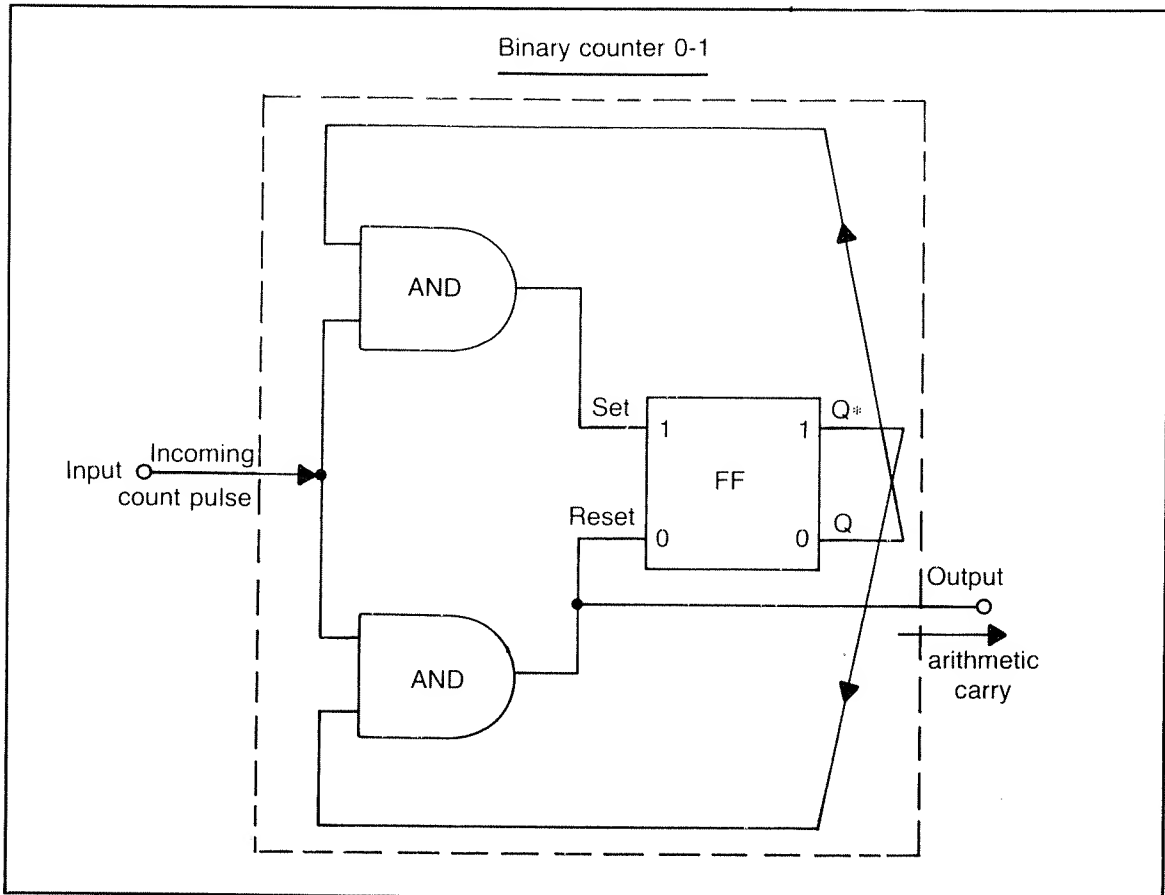 Binary counter 0-1
AND
Set
Q*
1
1
Input
Incoming
count pulse
FF
Reset
Q
0
0
Output
AND
arithmetic
carry